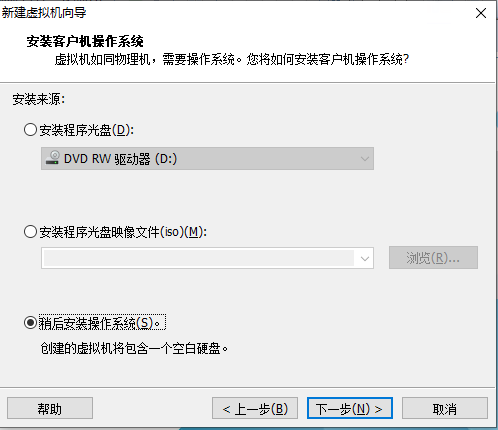 新建虚拟机向导
安装客户机操作系统
虚拟机如同物理机，需要操作系统。您将如何安装客户机操作系统?
安装来源:
安装程序光盘(D):
DVD RW 驱动器 (D:)
安装程序光盘映像文件(iso)(M):
浏览(R)...
稍后安装操作系统(S)。
创建的虚拟机将包含一个空白硬盘。
帮助 < 上一步(B) 下一步(N) > 取消